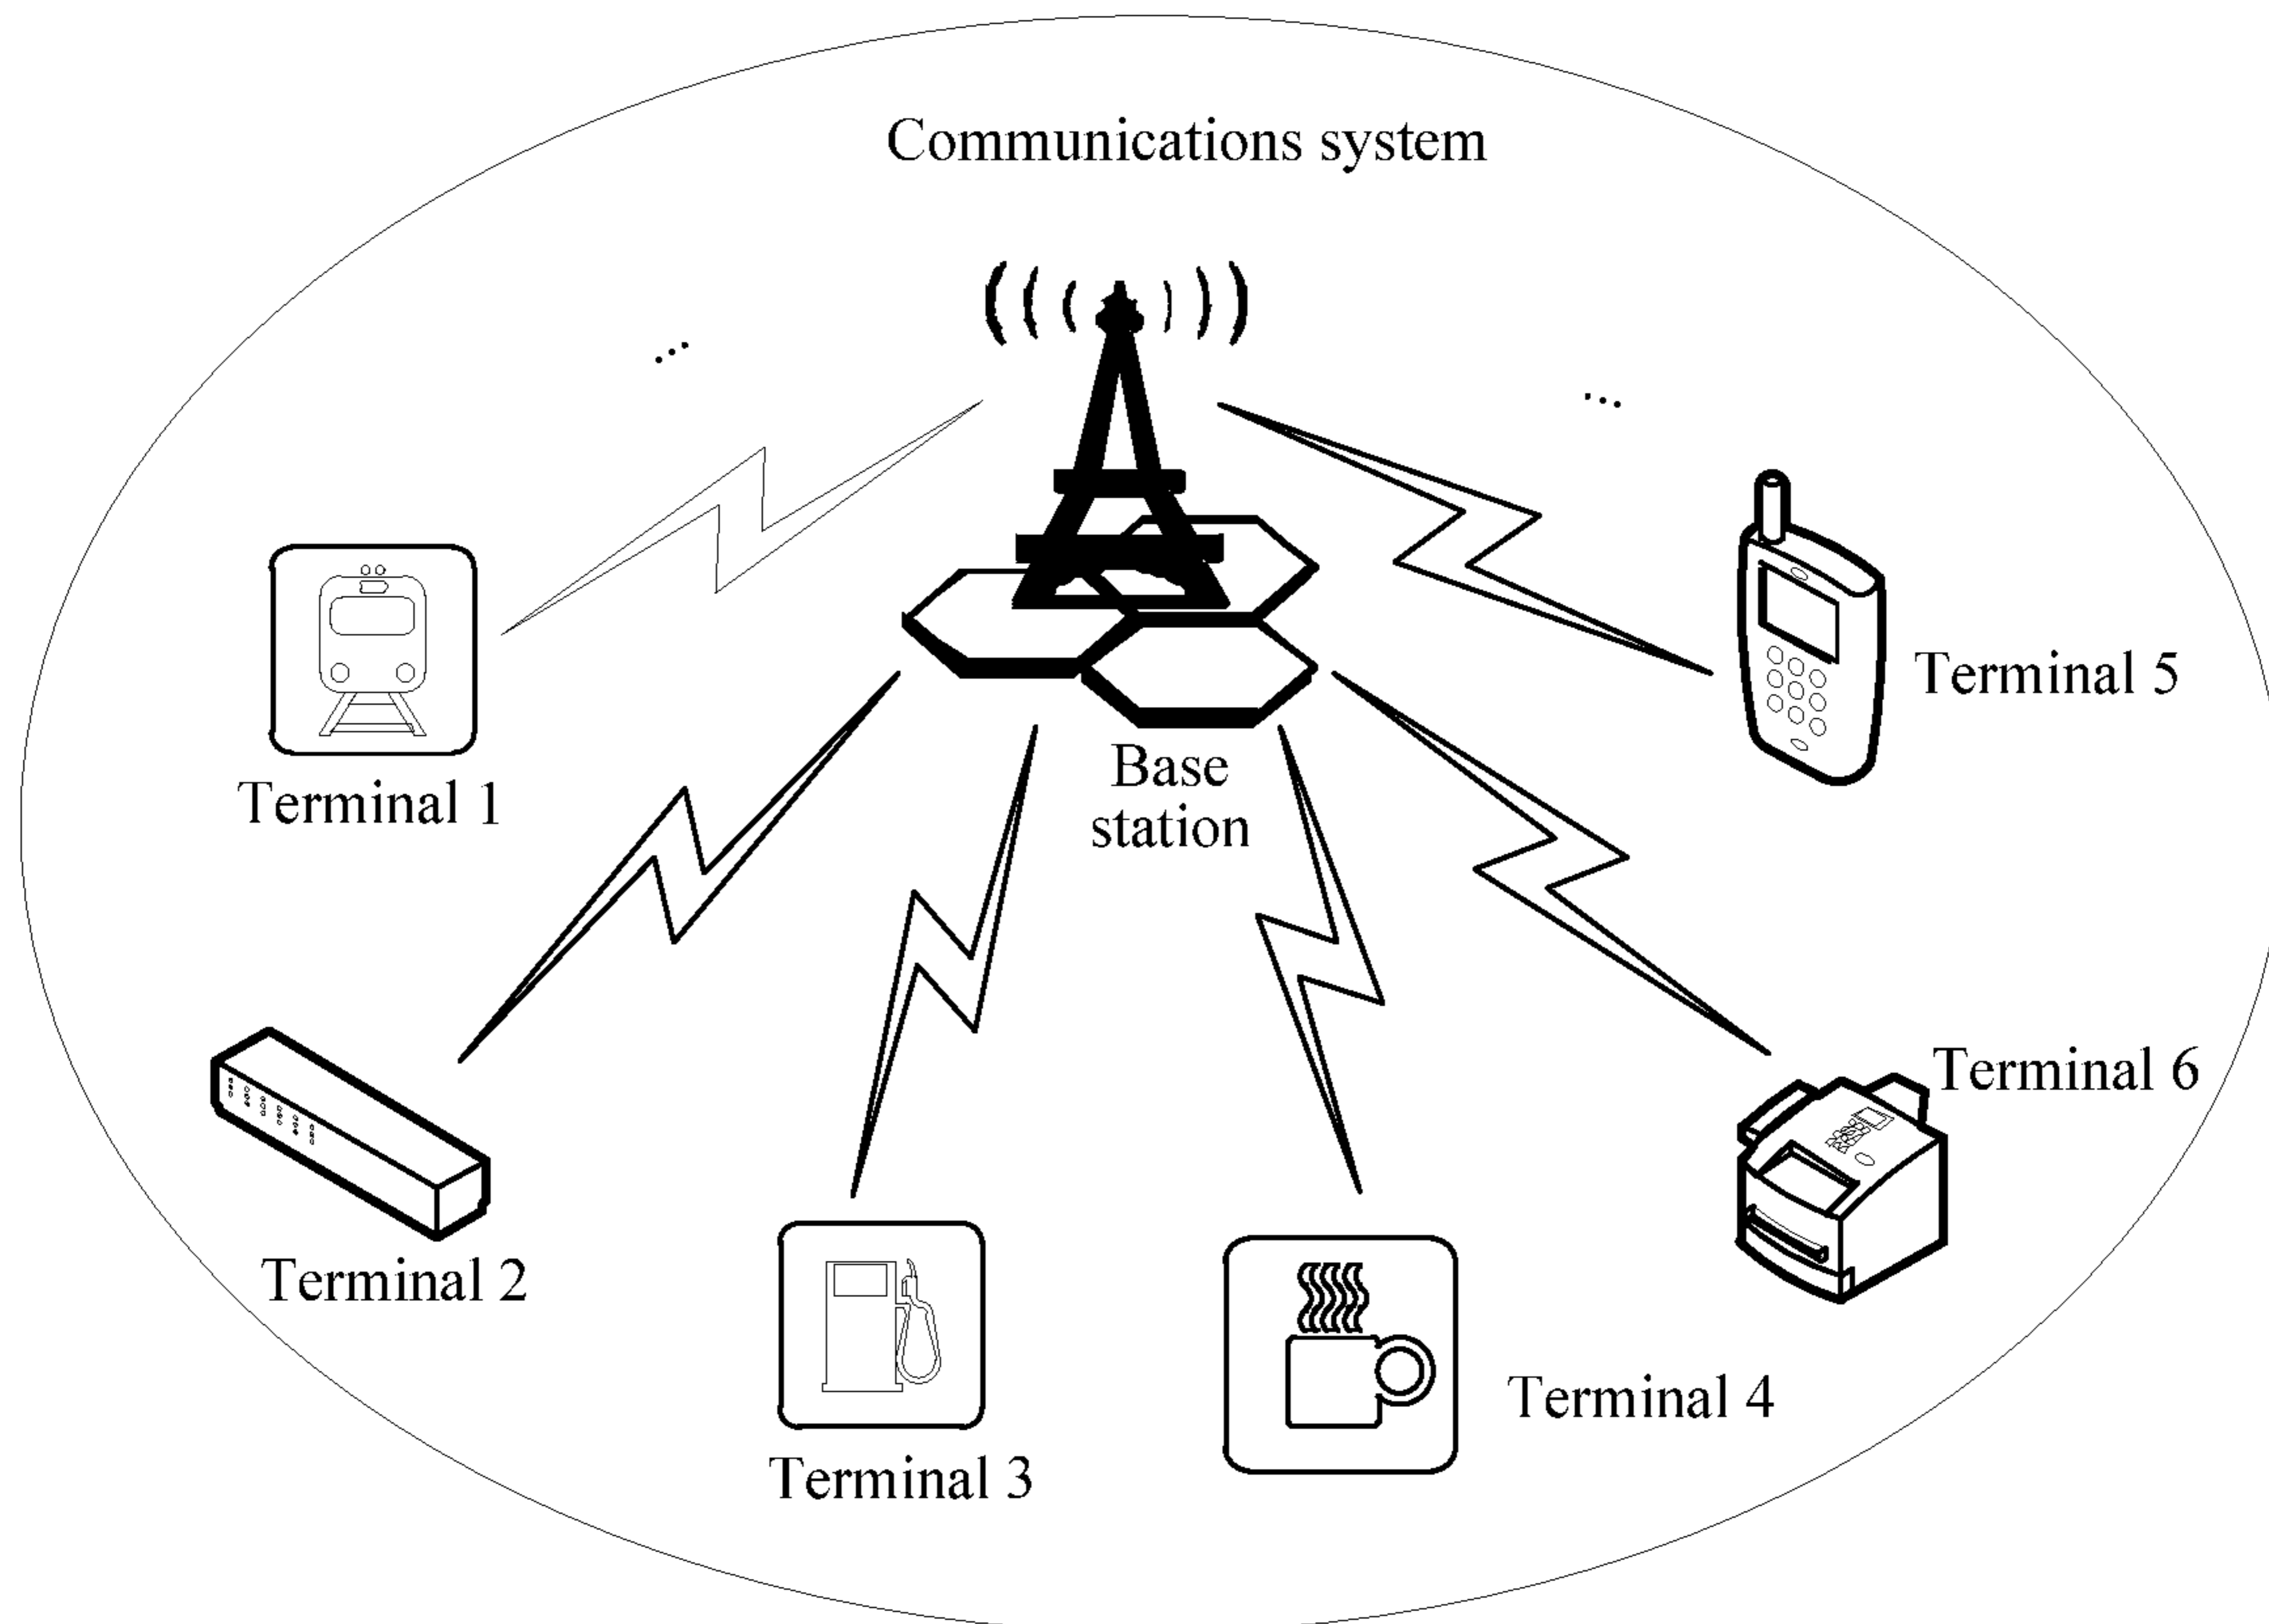 Communications system
...
...
Terminal 5
Base
station
Terminal 1
Terminal 6
Terminal 2
Terminal 4
Terminal 3